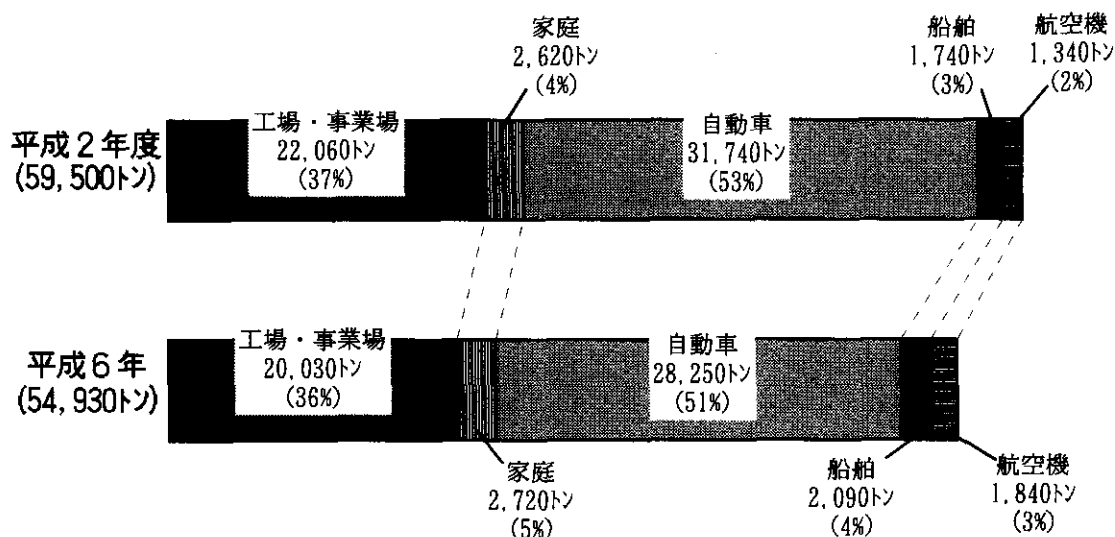 家庭
2,620トン
(4%)
船舶
1,740トン
(3%)
航空機
1,340トン
(2%)
平成2年度
(59,500トン)
工場・事業場
22,060トン
(37%)
自動車
31,740トン
(53%)
平成6年
(54,930トン)
工場・事業場
20,030トン
(36%)
自動車
28,250トン
(51%)
家庭
2,720トン
(5%)
船舶
2,090トン
(4%)
航空機
1,840トン
(3%)